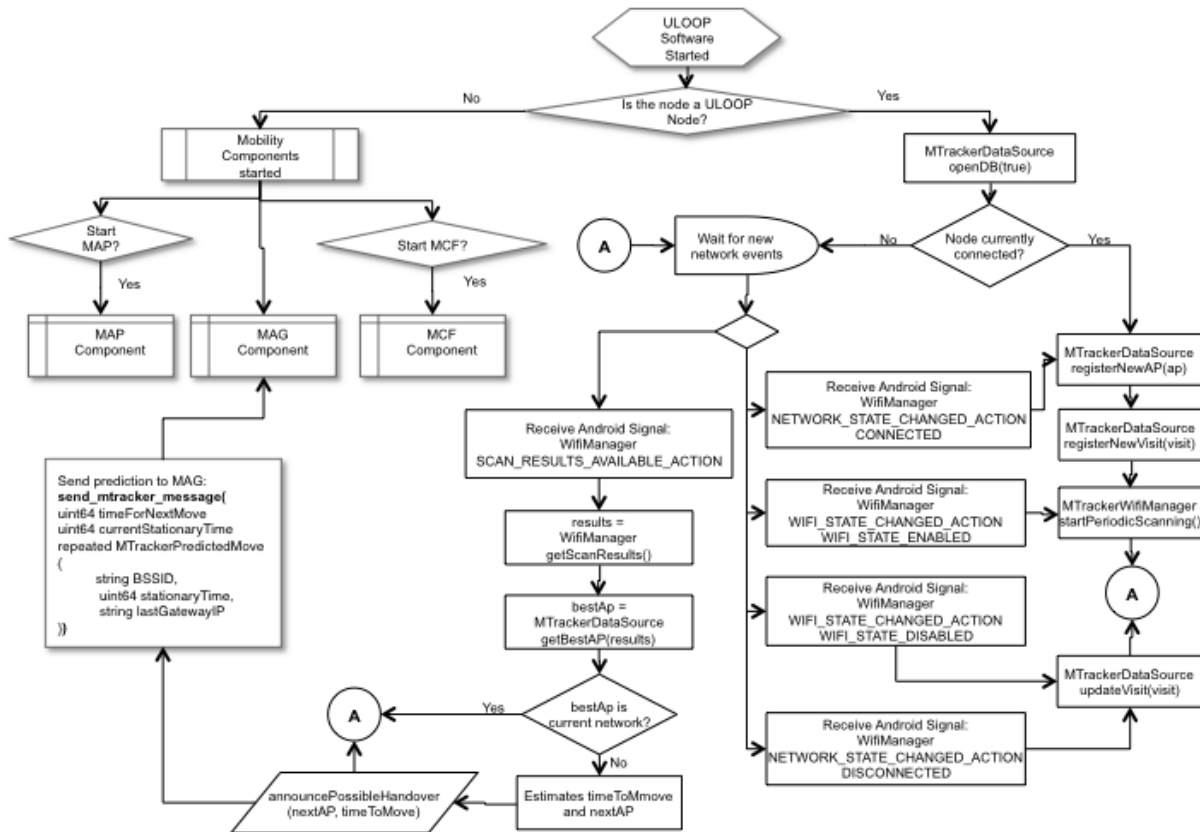 ULOOP
Software
Started
Is the node a ULOOP
Node?
No
Yes
Mobility
Components
started
MTrackerDataSource
openDB(true)
Start
MAP?
Start MCF?
A
Wait for new
network events
No
Node currently
connected?
Yes
Yes
Yes
MAP
Component
MAG
Component
MCF
Component
MTrackerDataSource
registerNewAP(ap)
Receive Android Signal:
WifiManager
NETWORK_STATE_CHANGED_ACTION
CONNECTED
Receive Android Signal:
WifiManager
SCAN_RESULTS_AVAILABLE_ACTION
MTrackerDataSource
registerNewVisit(visit)
Send prediction to MAG:
send_mtracker_message(
uint64 timeForNextMove
uint64 currentStationaryTime
repeated MTrackerPredictedMove
{
string BSSID,
uint64 stationaryTime,
string lastGatewayIP
})
Receive Android Signal:
WifiManager
WIFI_STATE_CHANGED_ACTION
WIFI_STATE_ENABLED
MTrackerWifiManager
startPeriodicScanning()
results =
WifiManager
getScanResults()
Receive Android Signal:
WifiManager
WIFI_STATE_CHANGED_ACTION
WIFI_STATE_DISABLED
A
bestAp =
MTrackerDataSource
getBestAP(results)
MTrackerDataSource
updateVisit(visit)
A
Yes
bestAp is
current network?
Receive Android Signal:
WifiManager
NETWORK_STATE_CHANGED_ACTION
DISCONNECTED
No
announcePossibleHandover
(nextAP, timeToMove)
Estimates timeToMmove
and nextAP